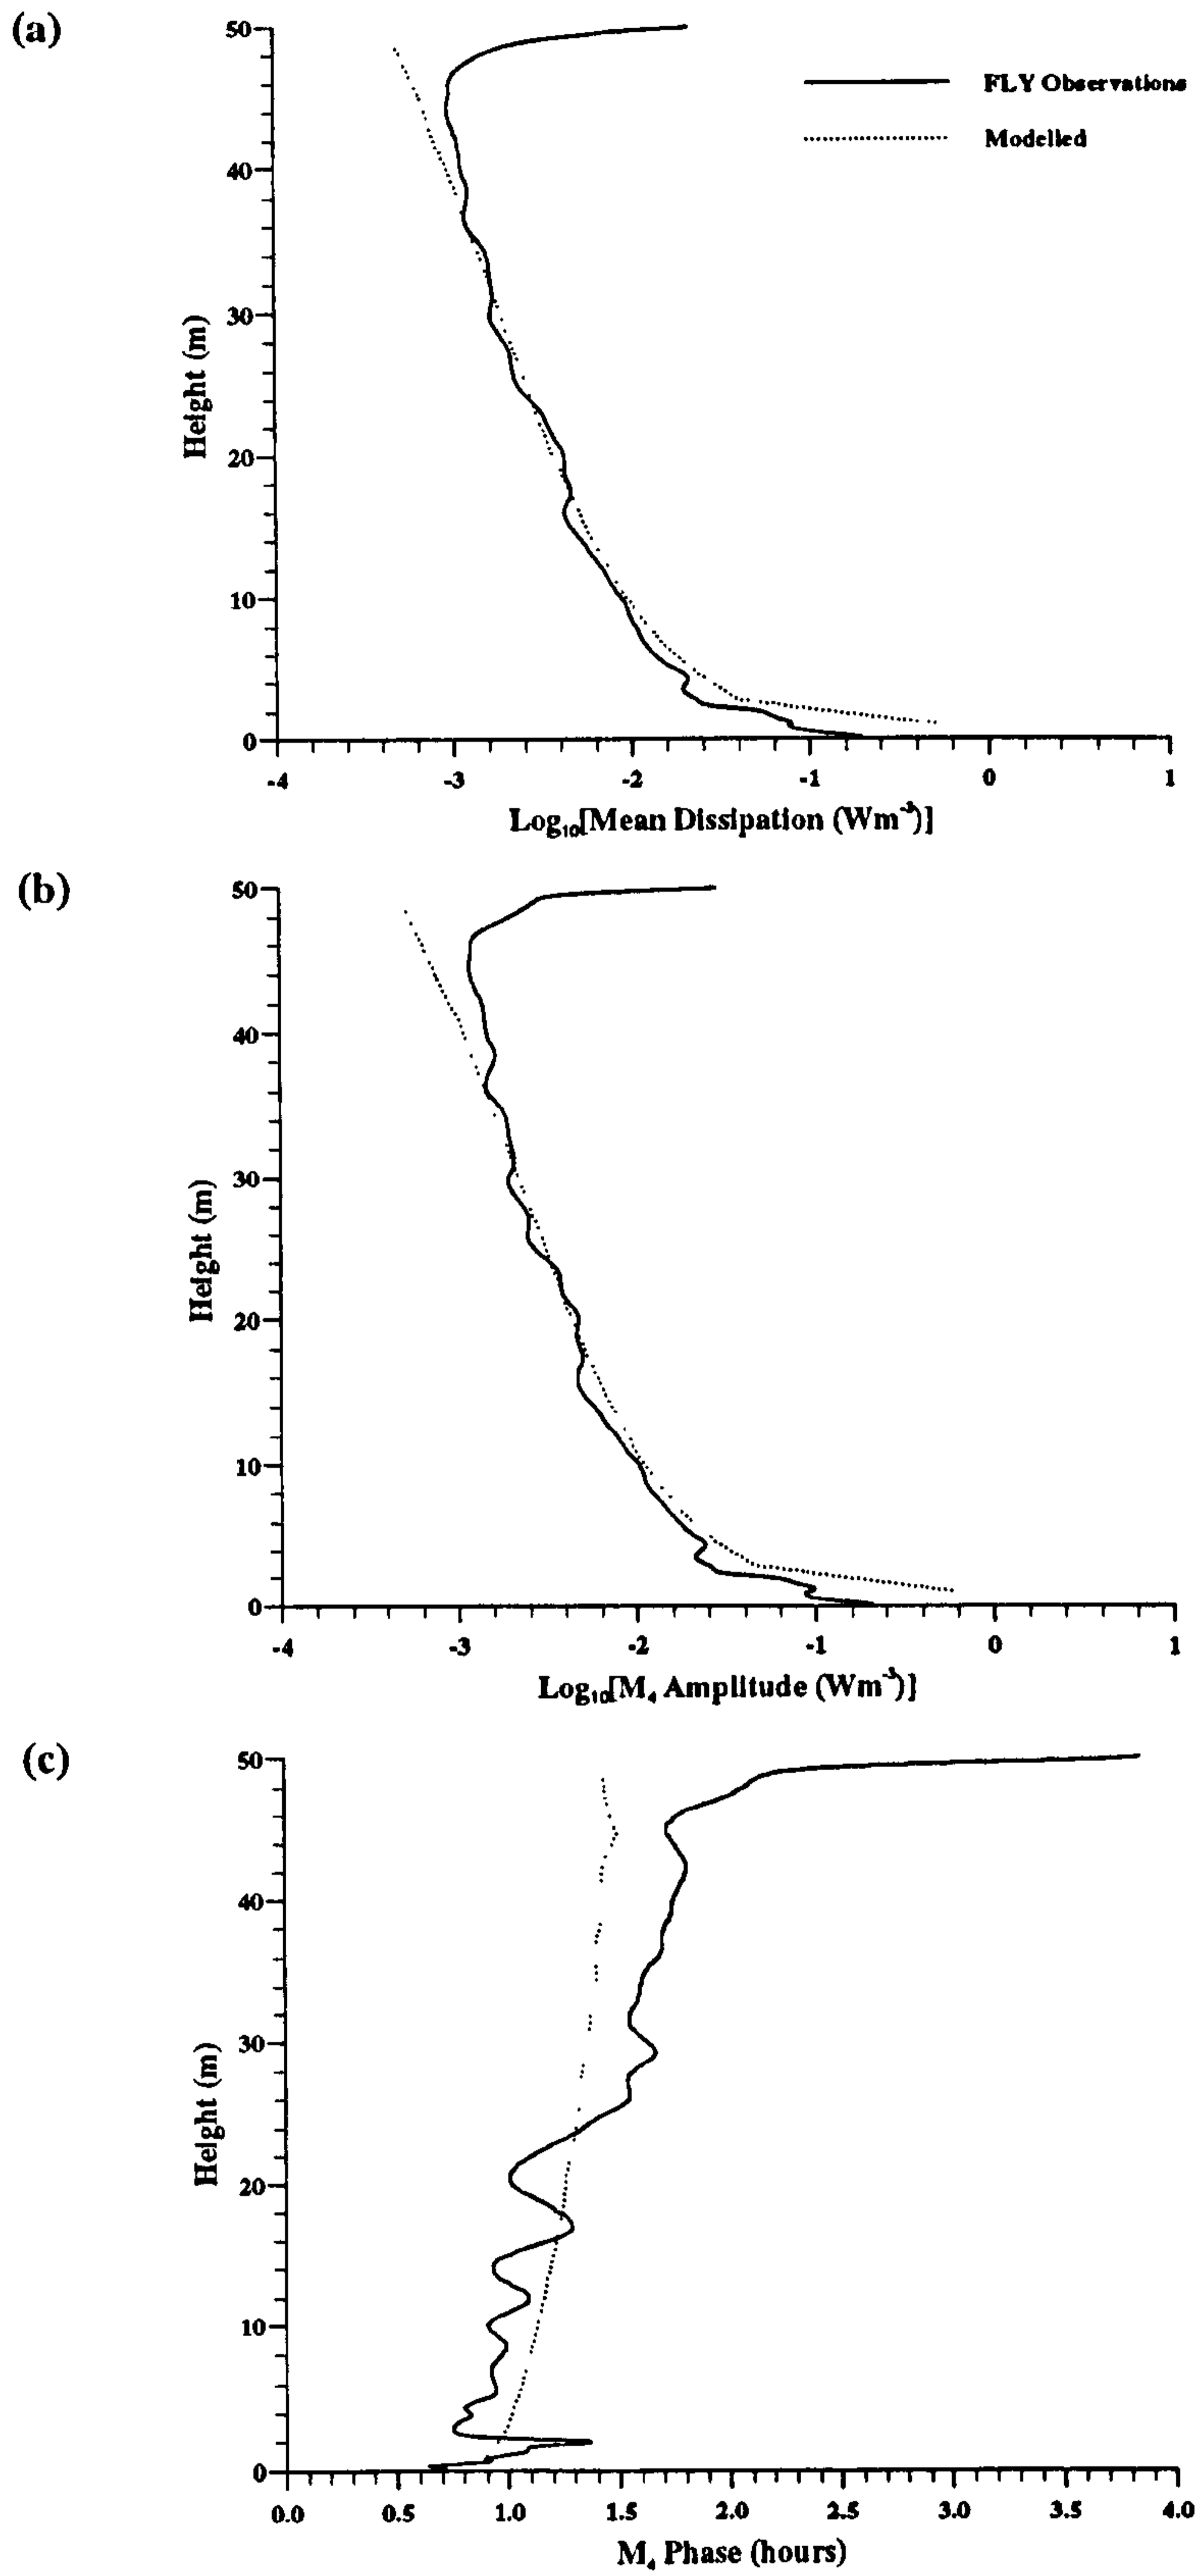 (a)
50
40
30
20
10
0
Height (m)
FLY Observations
Modelled
-4 -3 -2 -1 0 1
Log₁₀[Mean Dissipation (Wm⁻³)]
(b)
50
40
30
20
10
0
Height (m)
-4 -3 -2 -1 0 1
Log₁₀[M₄ Amplitude (Wm⁻³)]
(c)
50
40
30
20
10
0
Height (m)
0.0 0.5 1.0 1.5 2.0 2.5 3.0 3.5 4.0
M₄ Phase (hours)